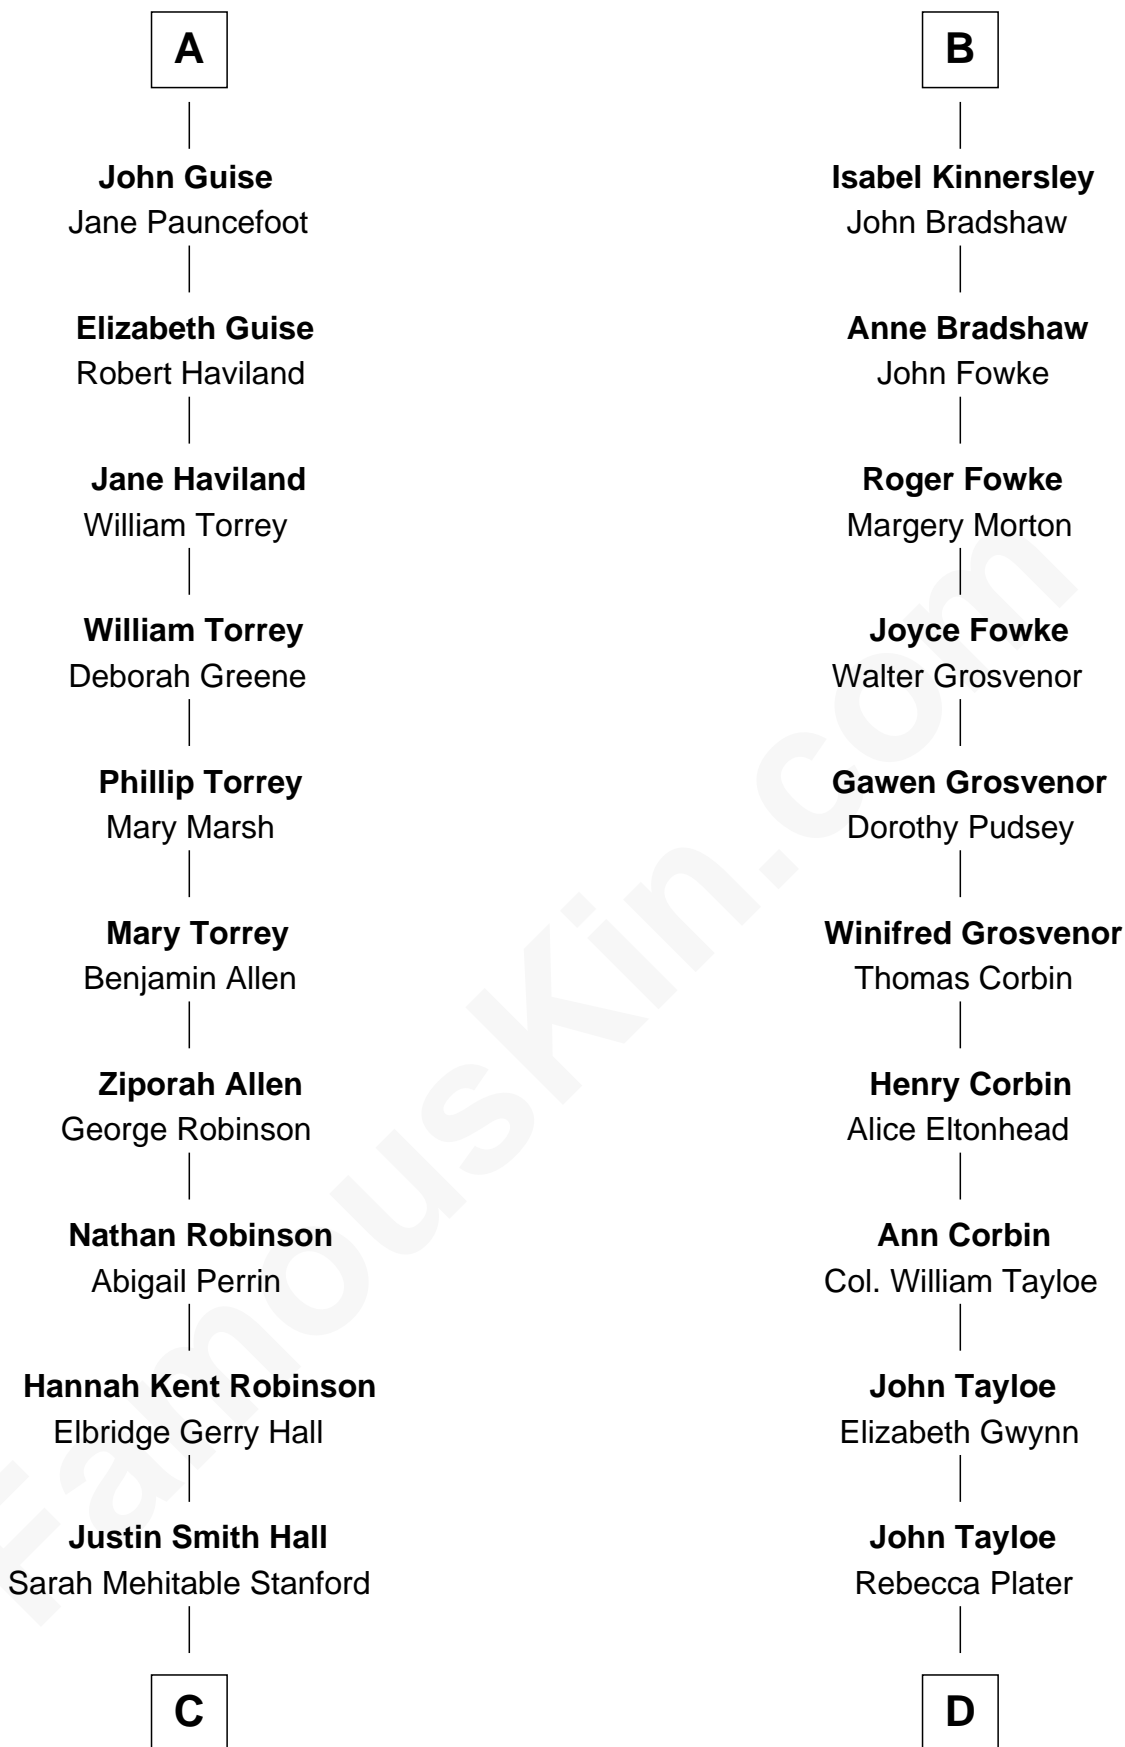 A
John Guise
Jane Pauncefoot
Elizabeth Guise
Robert Haviland
Jane Haviland
William Torrey
William Torrey
Deborah Greene
Phillip Torrey
Mary Marsh
Mary Torrey
Benjamin Allen
Ziporah Allen
George Robinson
Nathan Robinson
Abigail Perrin
Hannah Kent Robinson
Elbridge Gerry Hall
Justin Smith Hall
Sarah Mehitable Stanford
C
B
Isabel Kinnersley
John Bradshaw
Anne Bradshaw
John Fowke
Roger Fowke
Margery Morton
Joyce Fowke
Walter Grosvenor
Gawen Grosvenor
Dorothy Pudsey
Winifred Grosvenor
Thomas Corbin
Henry Corbin
Alice Eltonhead
Ann Corbin
Col. William Tayloe
John Tayloe
Elizabeth Gwynn
John Tayloe
Rebecca Plater
D
FamousKin.com